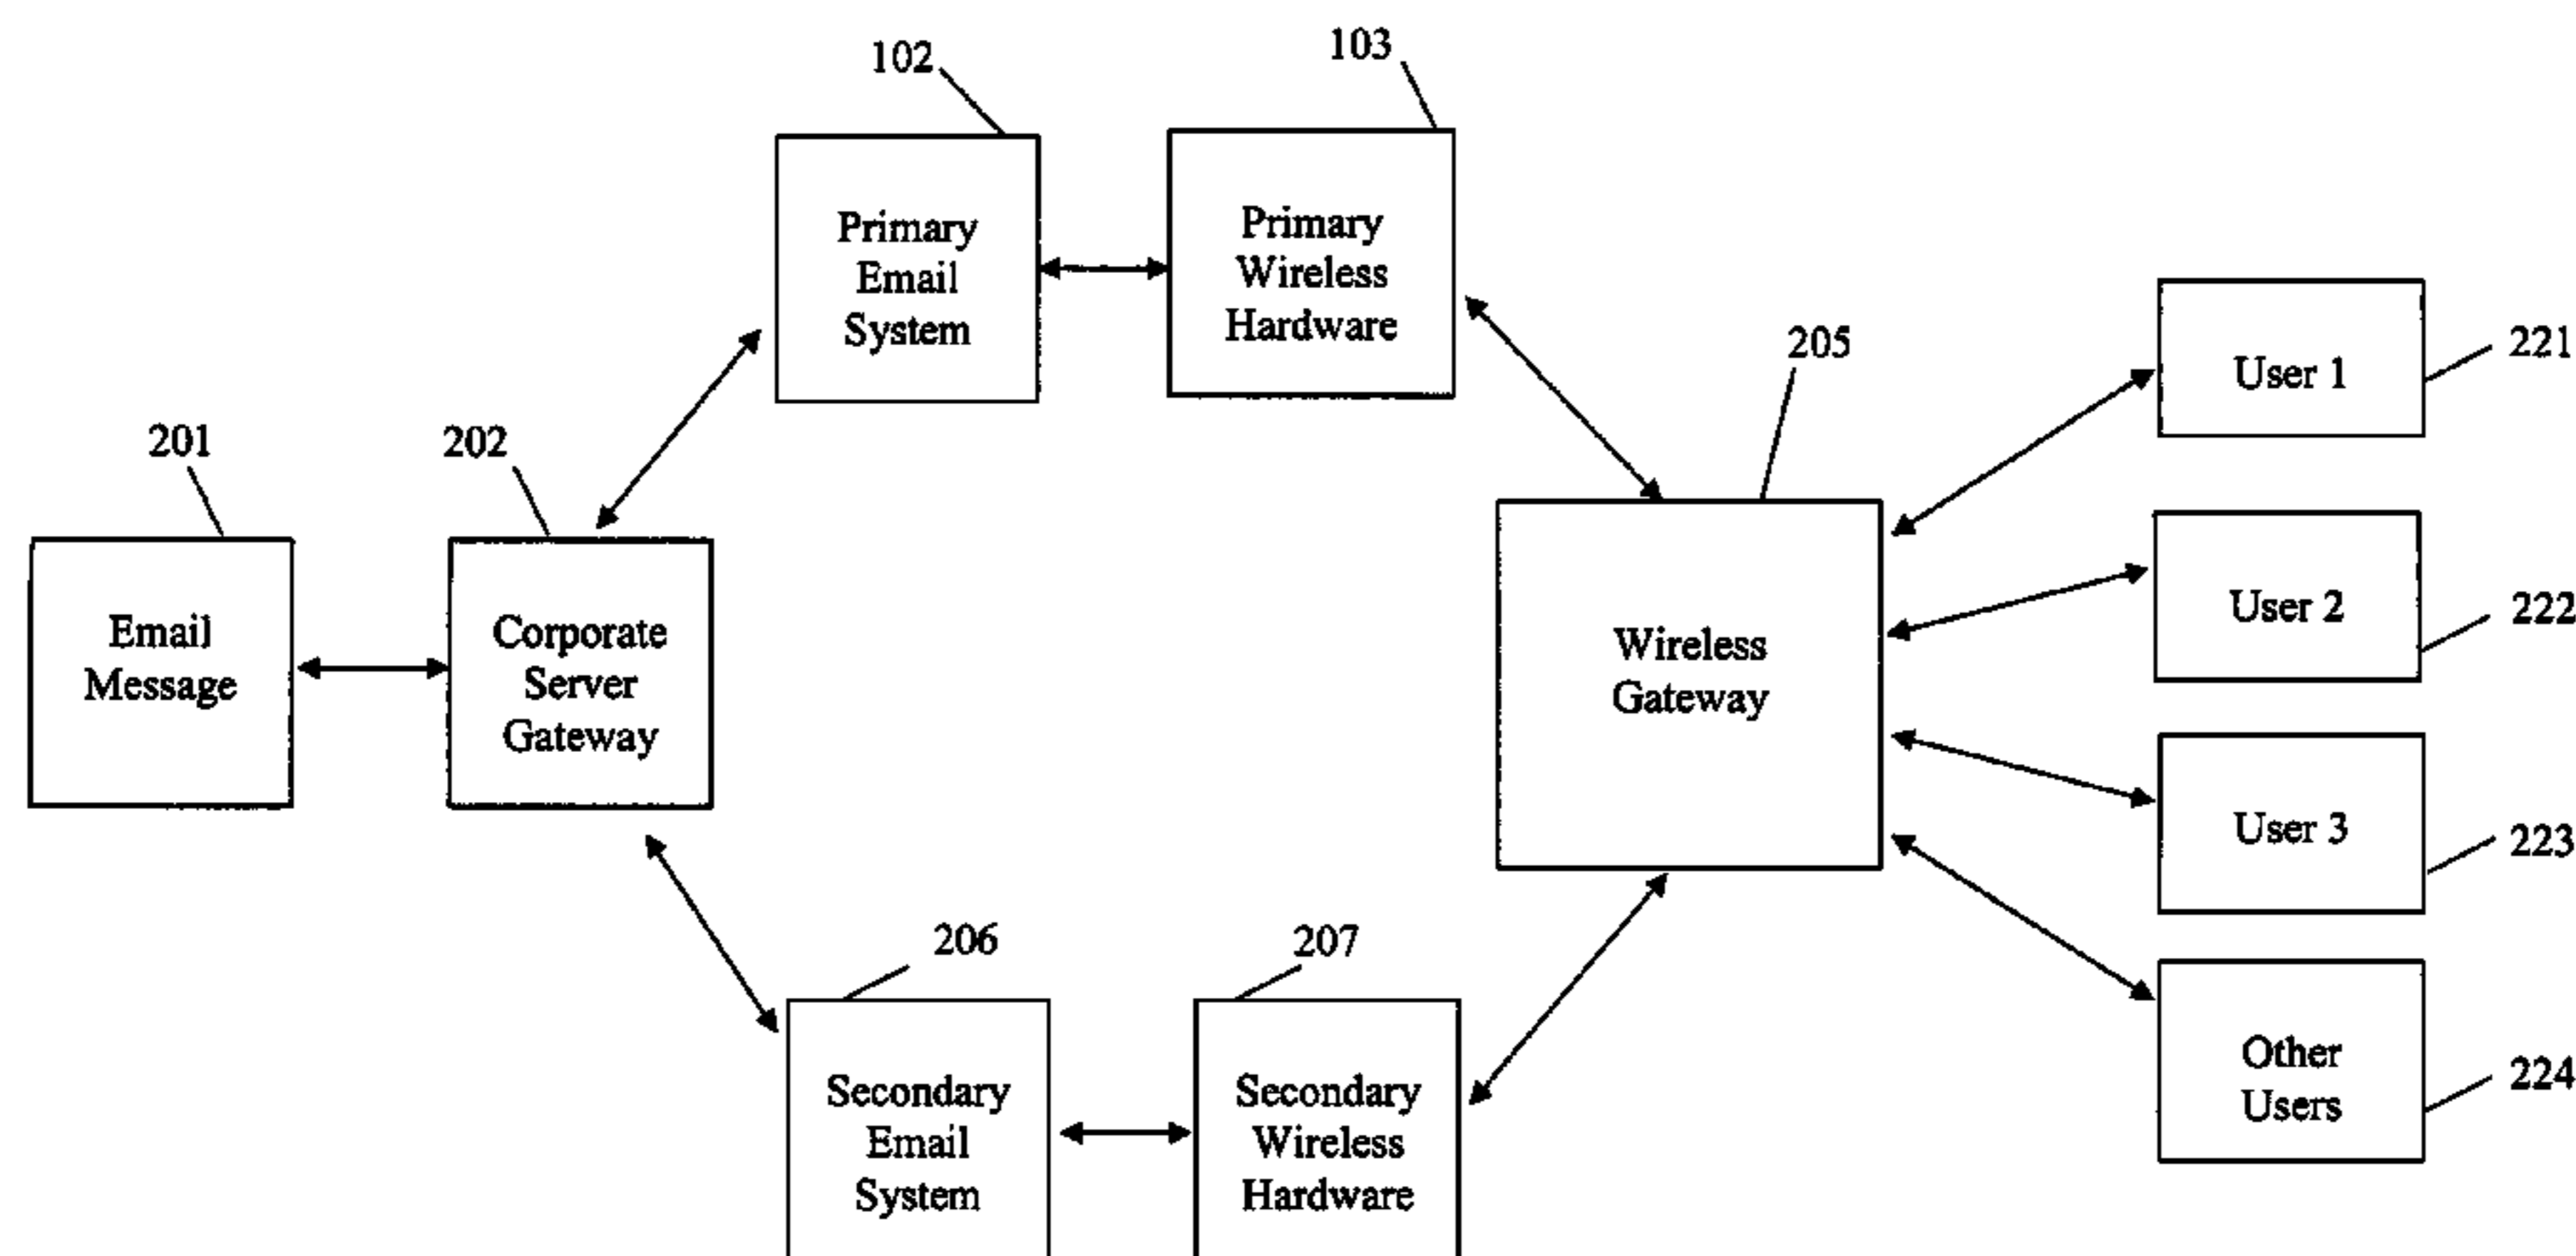 102
103
Primary
Email
System
Primary
Wireless
Hardware
205
User 1
221
201
202
Email
Message
Corporate
Server
Gateway
Wireless
Gateway
User 2
222
User 3
223
206
207
Secondary
Email
System
Secondary
Wireless
Hardware
Other
Users
224